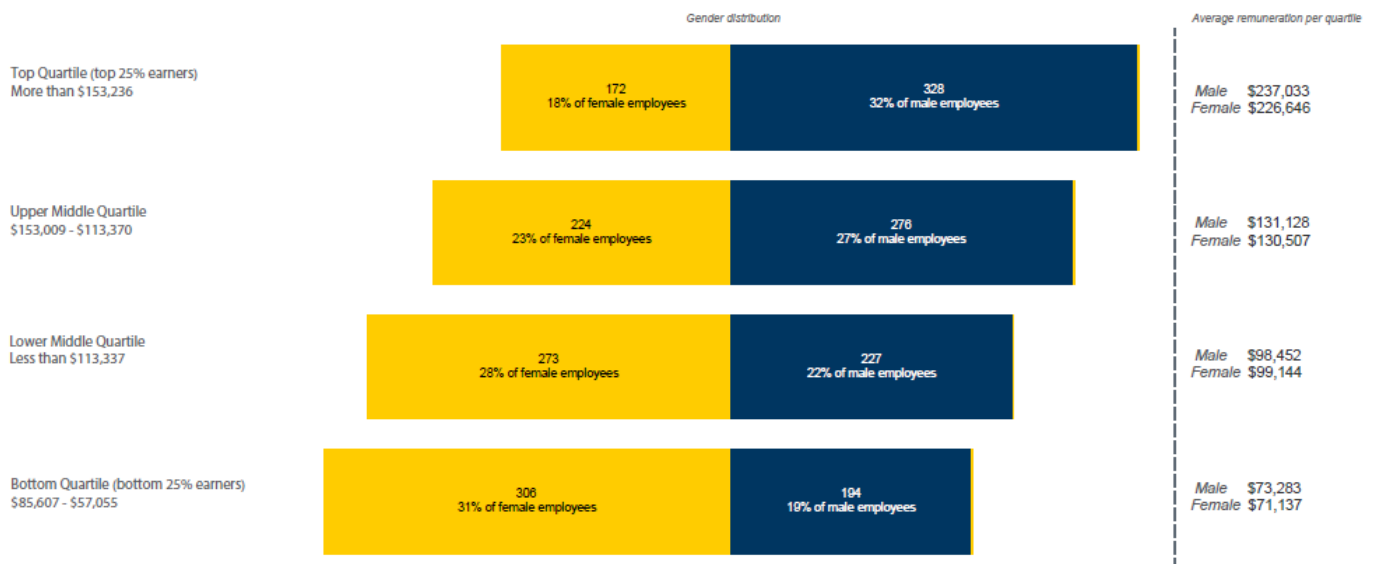 Gender distribution
Average remuneration per quartile
Top Quartile (top 25% earners)
More than $153,236
172
18% of female employees
328
32% of male employees
Male $237,033
Female $226,646
Upper Middle Quartile
$153,009 - $113,370
224
23% of female employees
276
27% of male employees
Male $131,128
Female $130,507
Lower Middle Quartile
Less than $113,337
273
28% of female employees
227
22% of male employees
Male $98,452
Female $99,144
Bottom Quartile (bottom 25% earners)
$85,607 - $57,055
306
31% of female employees
194
19% of male employees
Male $73,283
Female $71,137